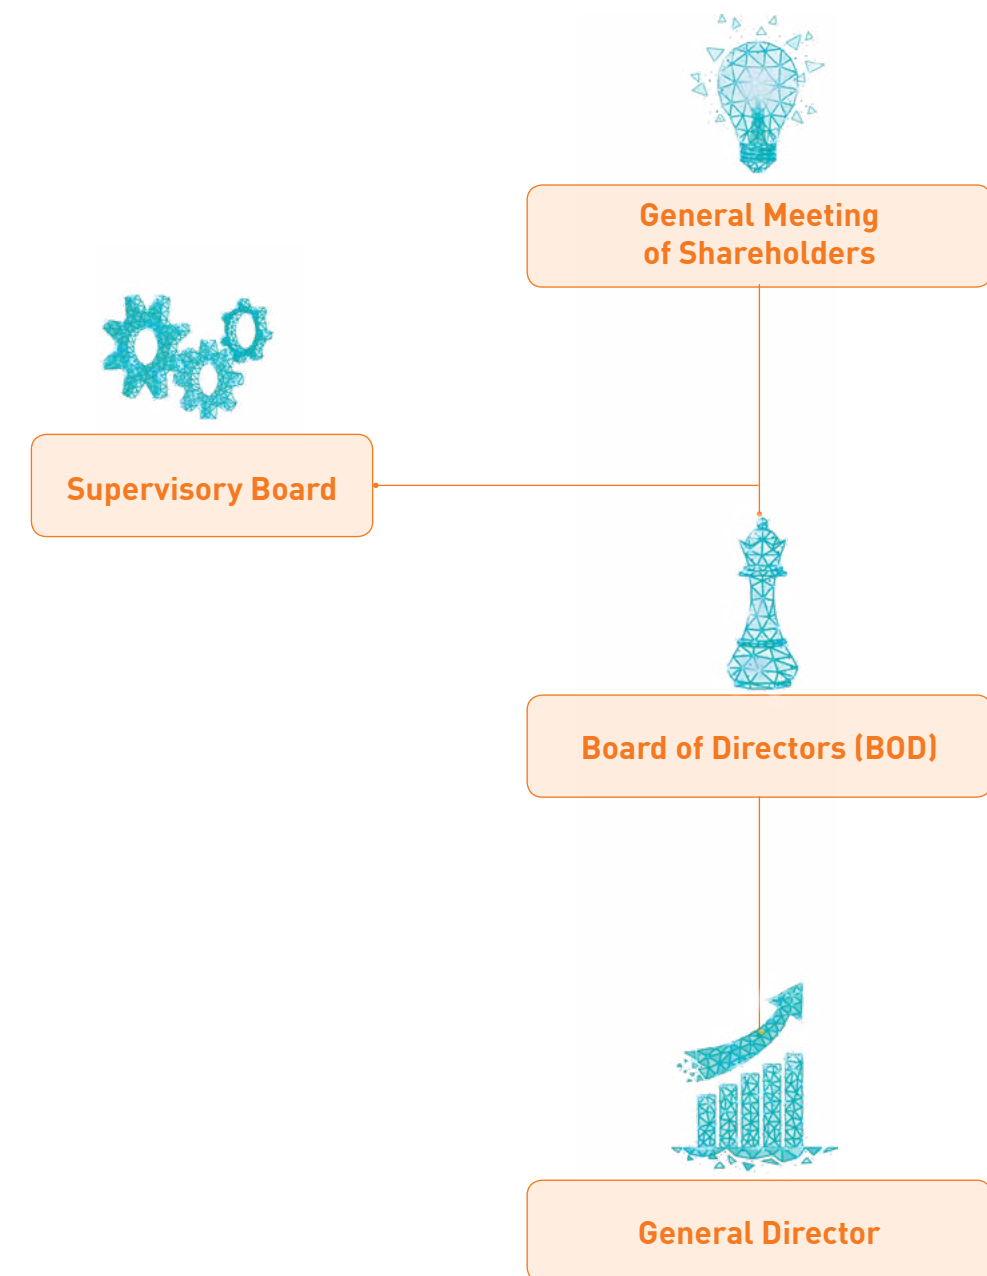 General Meeting
of Shareholders
Supervisory Board
Board of Directors (BOD)
General Director